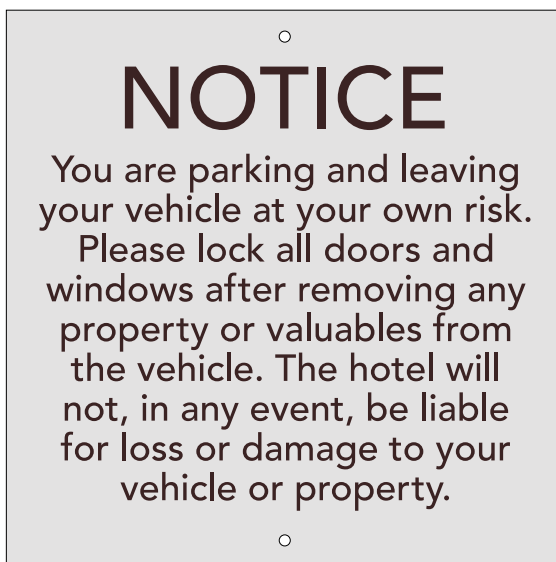 NOTICE
You are parking and leaving
your vehicle at your own risk.
Please lock all doors and
windows after removing any
property or valuables from
the vehicle. The hotel will
not, in any event, be liable
for loss or damage to your
vehicle or property.